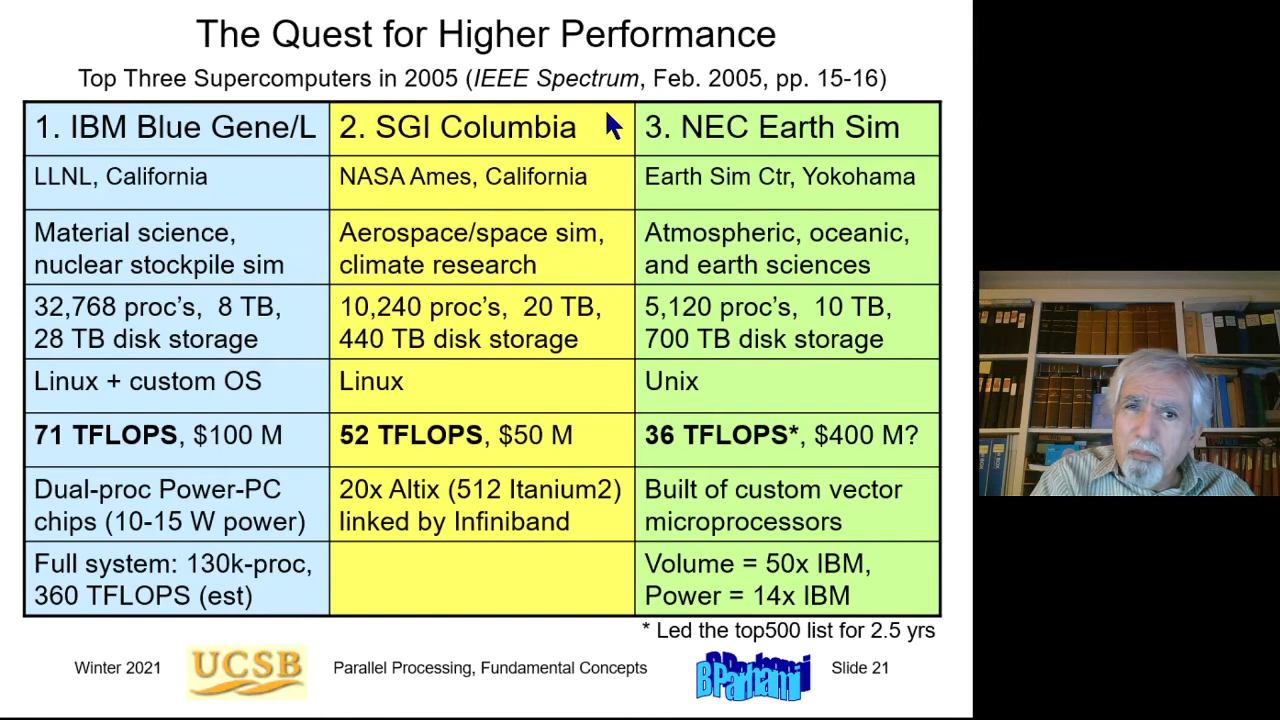 The Quest for Higher Performance
Top Three Supercomputers in 2005 (IEEE Spectrum, Feb. 2005, pp. 15-16)
1. IBM Blue Gene/L
2. SGI Columbia
3. NEC Earth Sim
LLNL, California
NASA Ames, California
Earth Sim Ctr, Yokohama
Material science,
nuclear stockpile sim
Aerospace/space sim,
climate research
Atmospheric, oceanic,
and earth sciences
32,768 proc's, 8 TB,
28 TB disk storage
10,240 proc's, 20 TB,
440 TB disk storage
5,120 proc's, 10 TB,
700 TB disk storage
Linux + custom OS
Linux
Unix
71 TFLOPS, $100 M
52 TFLOPS, $50 M
36 TFLOPS*, $400 M?
Dual-proc Power-PC
chips (10-15 W power)
20x Altix (512 Itanium2)
linked by Infiniband
Built of custom vector
microprocessors
Full system: 130k-proc,
360 TFLOPS (est)
Volume = 50x IBM,
Power = 14x IBM
* Led the top500 list for 2.5 yrs
Winter 2021
UCSB
Parallel Processing, Fundamental Concepts
BParhami
Slide 21